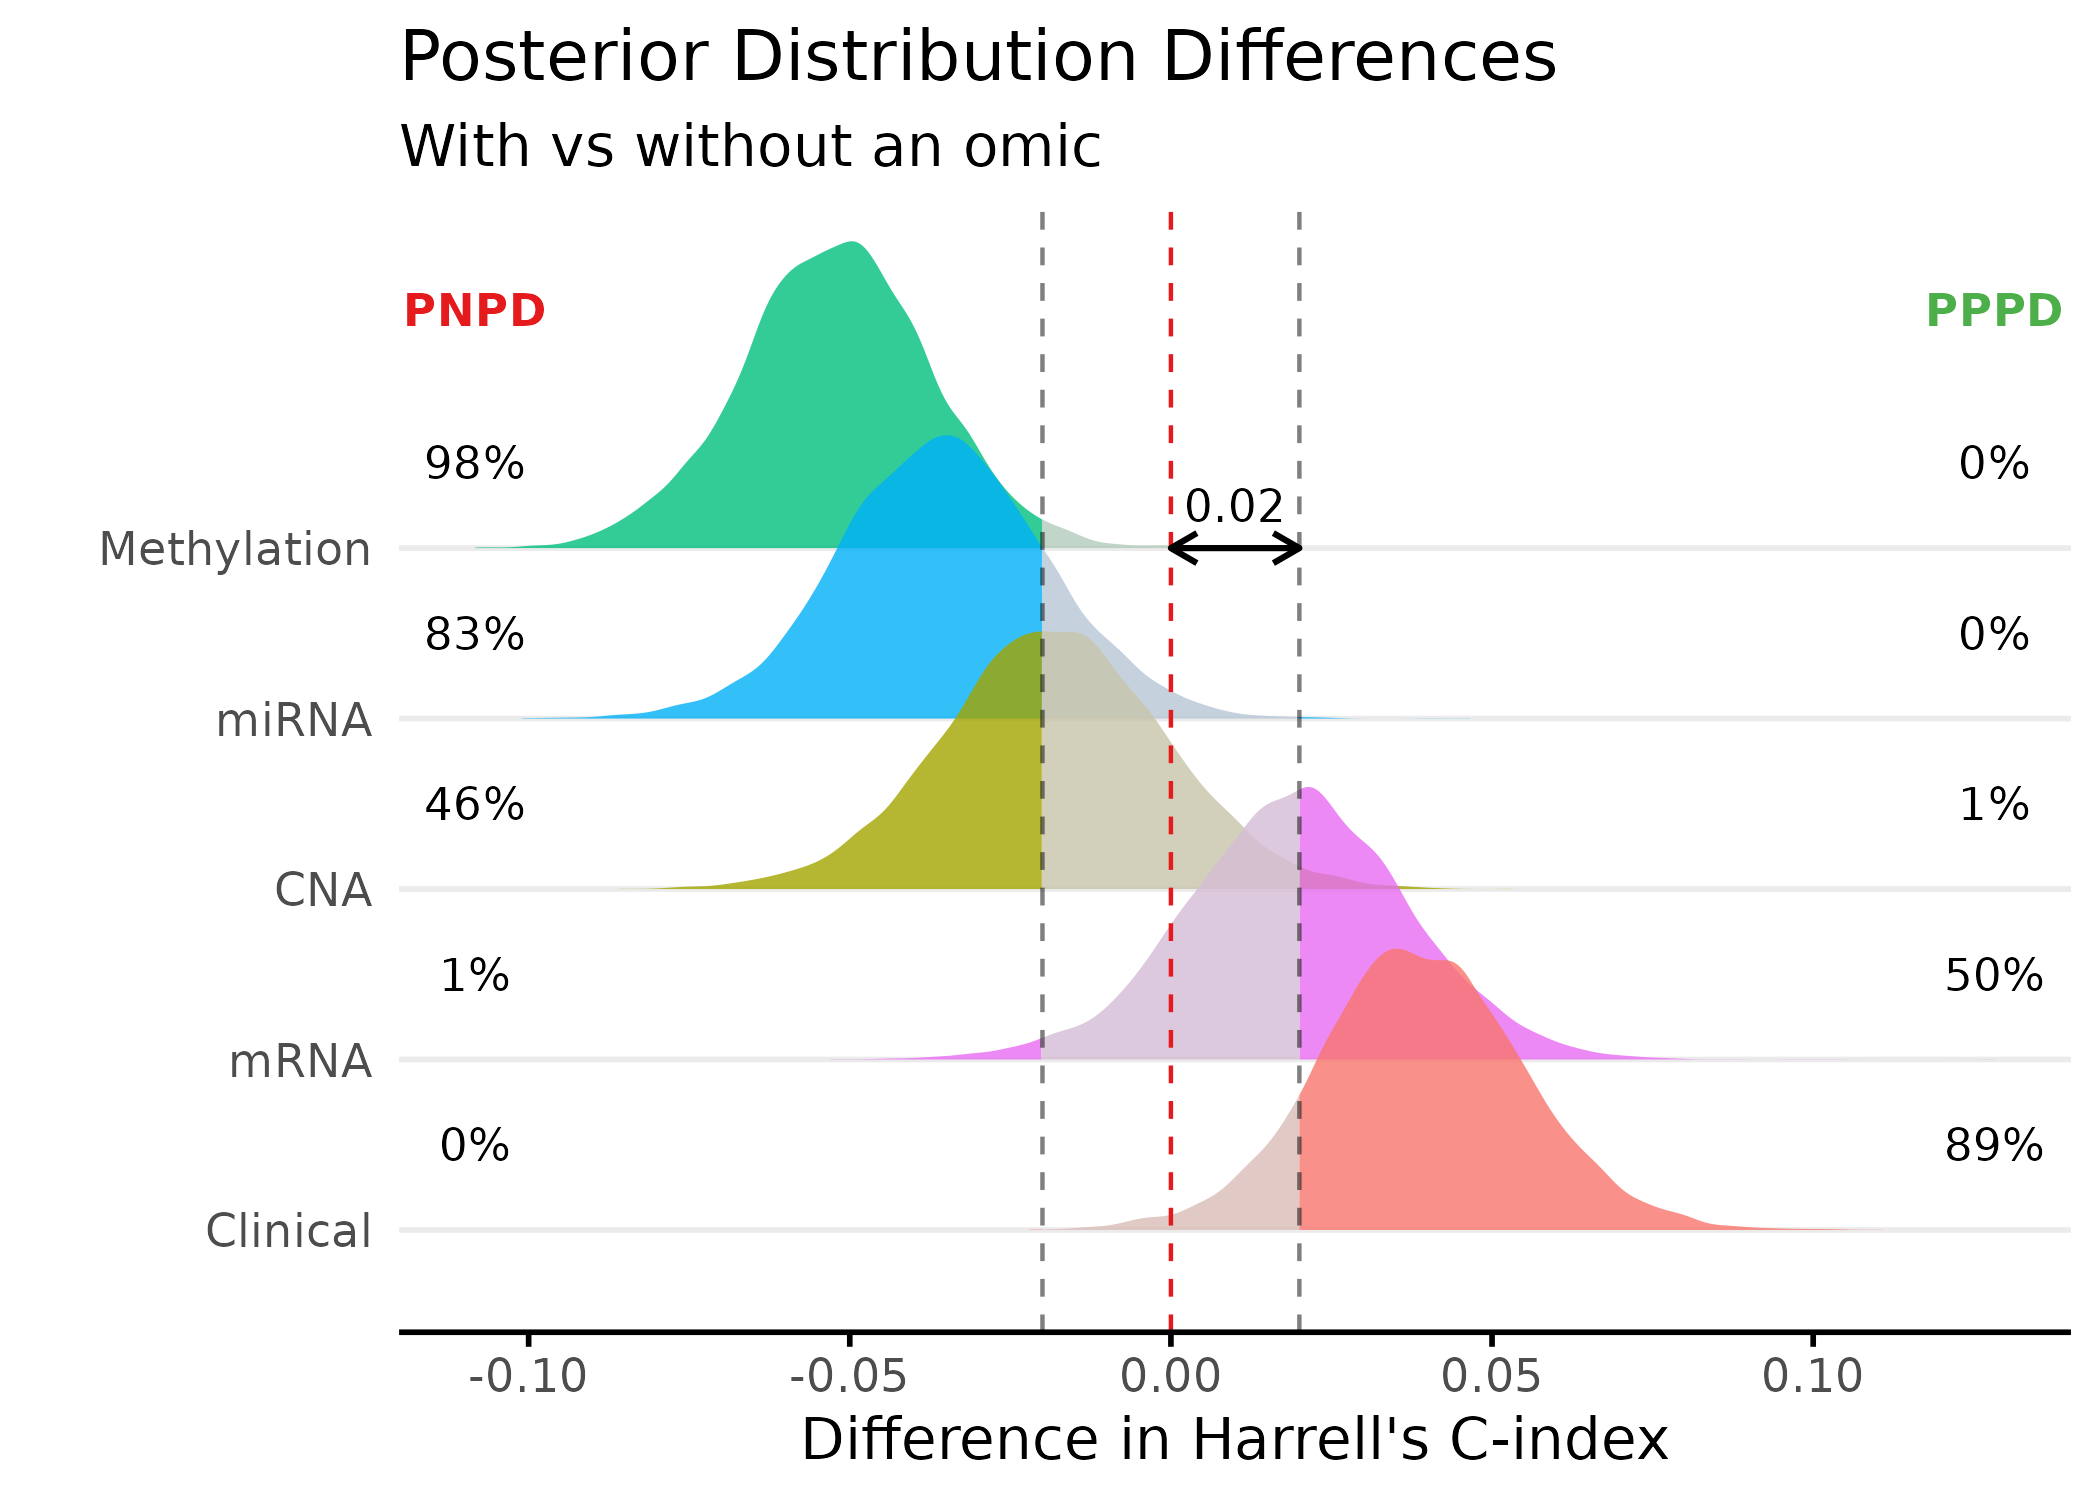 Posterior Distribution Differences
With vs without an omic
PNPD
PPPD
98%
0%
0.02
Methylation
83%
0%
miRNA
46%
1%
CNA
1%
50%
mRNA
0%
89%
Clinical
-0.10
-0.05
0.00
0.05
0.10
Difference in Harrell's C-index